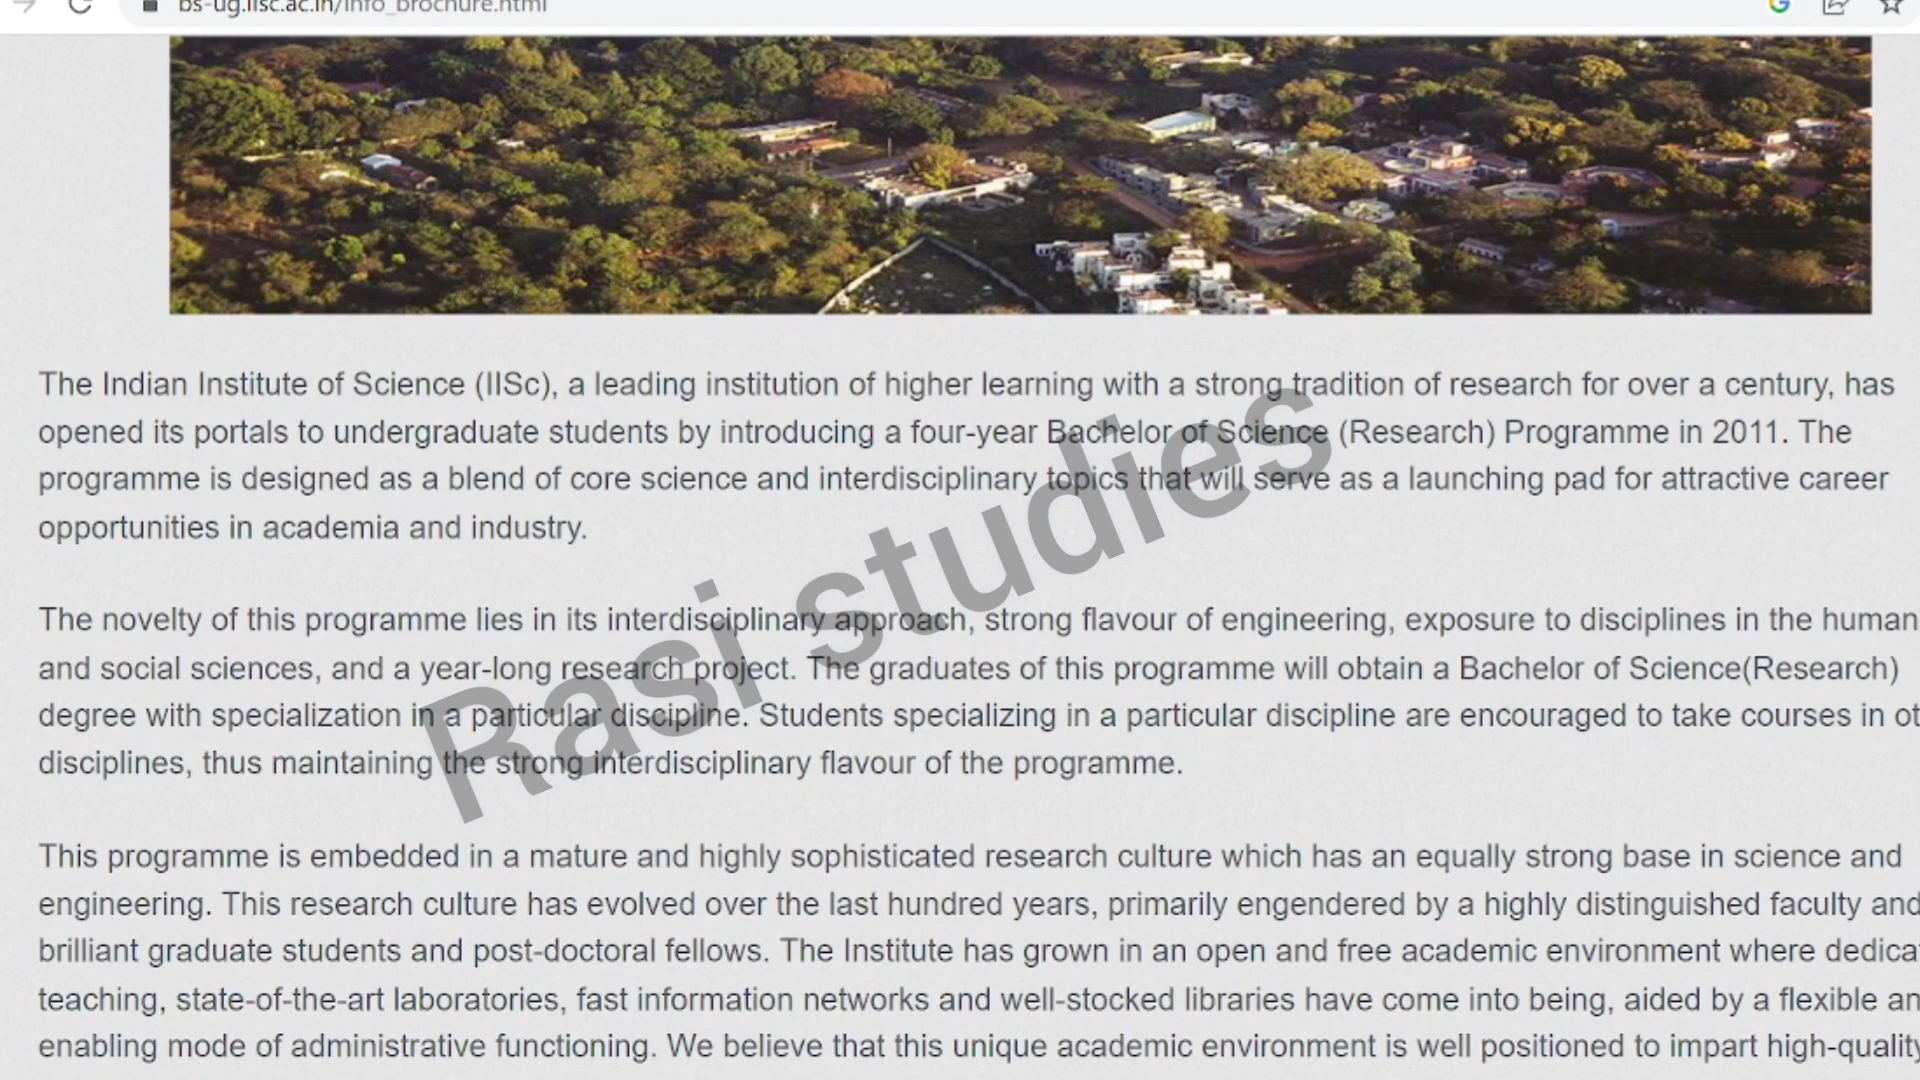 bs-ug.iisc.ac.in/info_brochure.html
The Indian Institute of Science (IISc), a leading institution of higher learning with a strong tradition of research for over a century, has
opened its portals to undergraduate students by introducing a four-year Bachelor of Science (Research) Programme in 2011. The
programme is designed as a blend of core science and interdisciplinary topics that will serve as a launching pad for attractive career
opportunities in academia and industry.
The novelty of this programme lies in its interdisciplinary approach, strong flavour of engineering, exposure to disciplines in the human
and social sciences, and a year-long research project. The graduates of this programme will obtain a Bachelor of Science(Research)
degree with specialization in a particular discipline. Students specializing in a particular discipline are encouraged to take courses in ot
disciplines, thus maintaining the strong interdisciplinary flavour of the programme.
This programme is embedded in a mature and highly sophisticated research culture which has an equally strong base in science and
engineering. This research culture has evolved over the last hundred years, primarily engendered by a highly distinguished faculty and
brilliant graduate students and post-doctoral fellows. The Institute has grown in an open and free academic environment where dedica
teaching, state-of-the-art laboratories, fast information networks and well-stocked libraries have come into being, aided by a flexible an
enabling mode of administrative functioning. We believe that this unique academic environment is well positioned to impart high-quality
Rasi studies